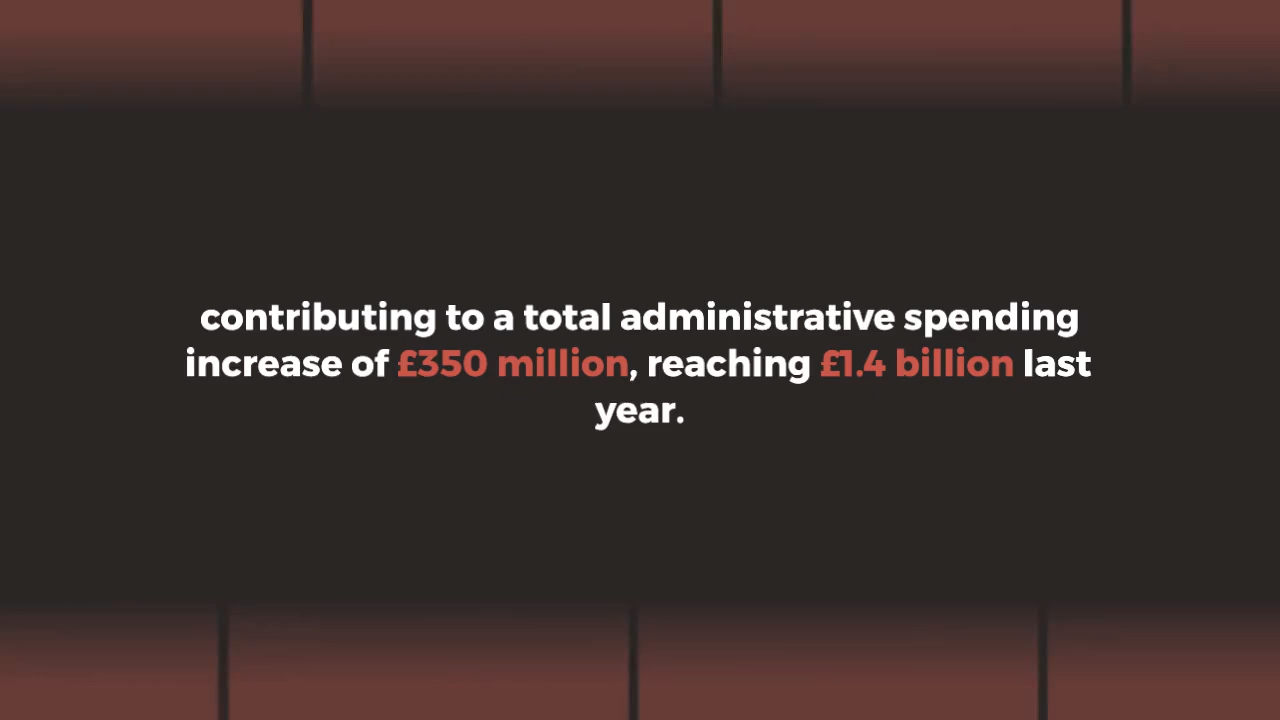 contributing to a total administrative spending
increase of £350 million, reaching £1.4 billion last
year.